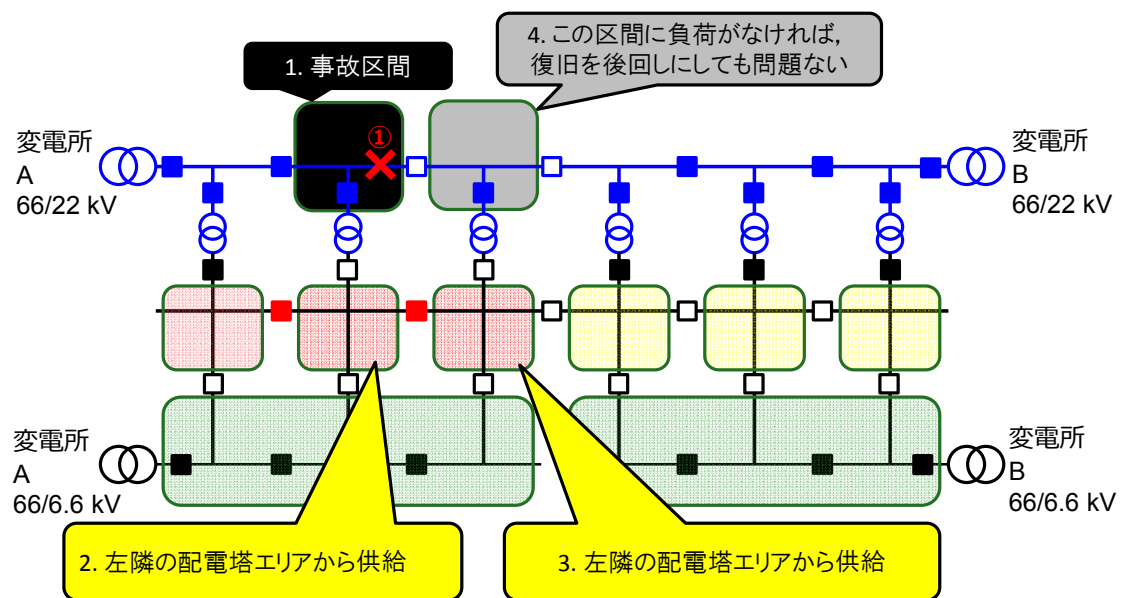 4. この区間に負荷がなければ,
復旧を後回しにしても問題ない
1. 事故区間
①
変電所
A
66/22 kV
変電所
B
66/22 kV
変電所
A
66/6.6 kV
変電所
B
66/6.6 kV
2. 左隣の配電塔エリアから供給
3. 左隣の配電塔エリアから供給